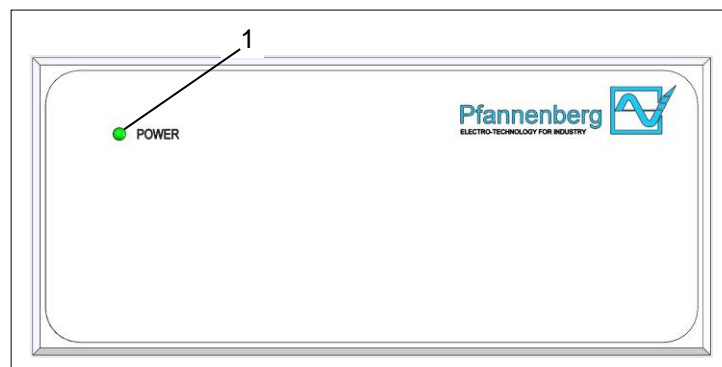 1
POWER
Pfannenberg
ELECTRO-TECHNOLOGY FOR INDUSTRY